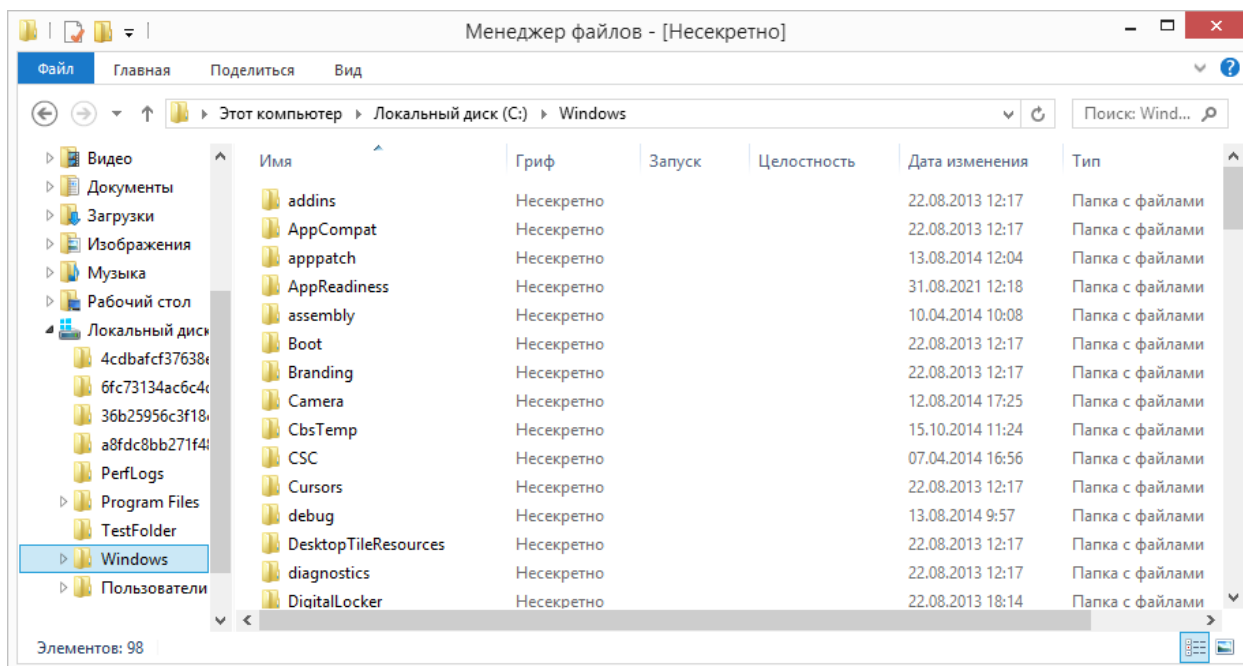 Менеджер файлов - [Несекретно]
Файл Главная Поделиться Вид
Этот компьютер Локальный диск (C:) Windows Поиск: Wind...
Видео
Документы
Загрузки
Изображения
Музыка
Рабочий стол
Локальный диск
4cdbafcf37638e
6fc73134ac6c4c
36b25956c3f18
a8fdc8bb271f48
PerfLogs
Program Files
TestFolder
Windows
Пользователи
Имя Гриф Запуск Целостность Дата изменения Тип
addins Несекретно 22.08.2013 12:17 Папка с файлами
AppCompat Несекретно 22.08.2013 12:17 Папка с файлами
apppatch Несекретно 13.08.2014 12:04 Папка с файлами
AppReadiness Несекретно 31.08.2021 12:18 Папка с файлами
assembly Несекретно 10.04.2014 10:08 Папка с файлами
Boot Несекретно 22.08.2013 12:17 Папка с файлами
Branding Несекретно 22.08.2013 12:17 Папка с файлами
Camera Несекретно 12.08.2014 17:25 Папка с файлами
CbsTemp Несекретно 15.10.2014 11:24 Папка с файлами
CSC Несекретно 07.04.2014 16:56 Папка с файлами
Cursors Несекретно 22.08.2013 12:17 Папка с файлами
debug Несекретно 13.08.2014 9:57 Папка с файлами
DesktopTileResources Несекретно 22.08.2013 12:17 Папка с файлами
diagnostics Несекретно 22.08.2013 12:17 Папка с файлами
DigitalLocker Несекретно 22.08.2013 18:14 Папка с файлами
Элементов: 98